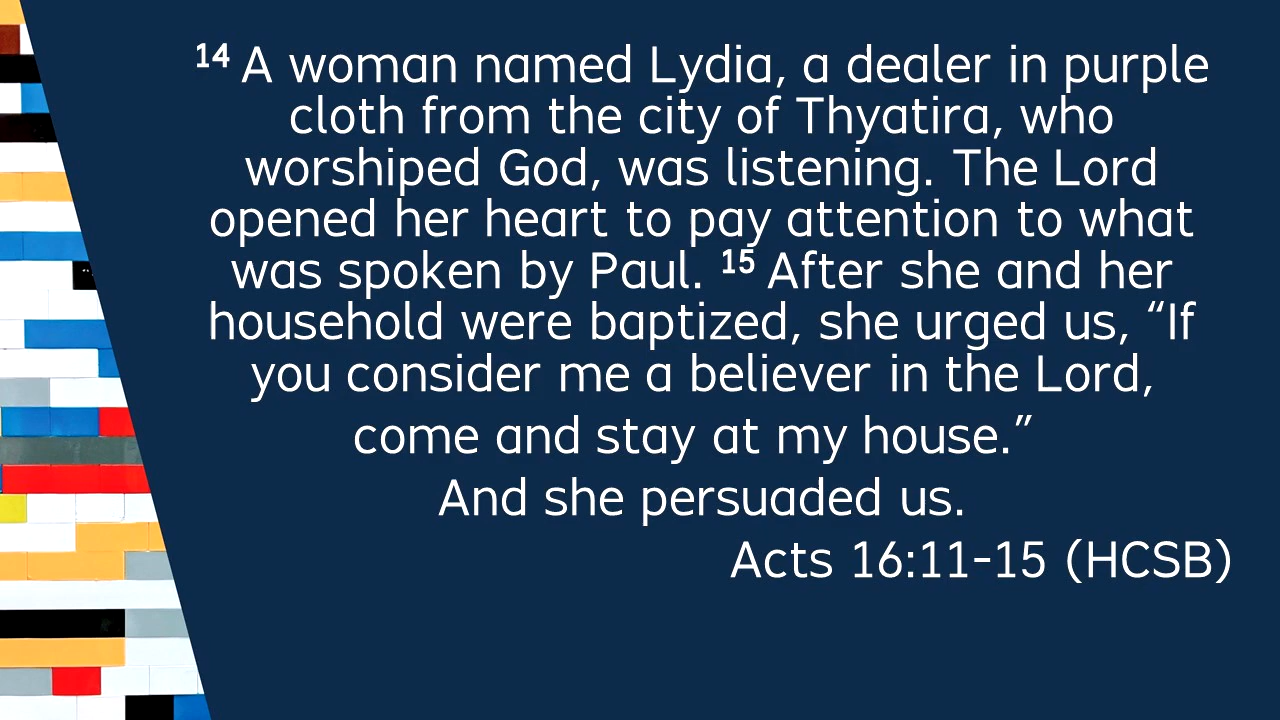 14 A woman named Lydia, a dealer in purple
cloth from the city of Thyatira, who
worshiped God, was listening. The Lord
opened her heart to pay attention to what
was spoken by Paul. 15 After she and her
household were baptized, she urged us, “If
you consider me a believer in the Lord,
come and stay at my house.”
And she persuaded us.
Acts 16:11-15 (HCSB)